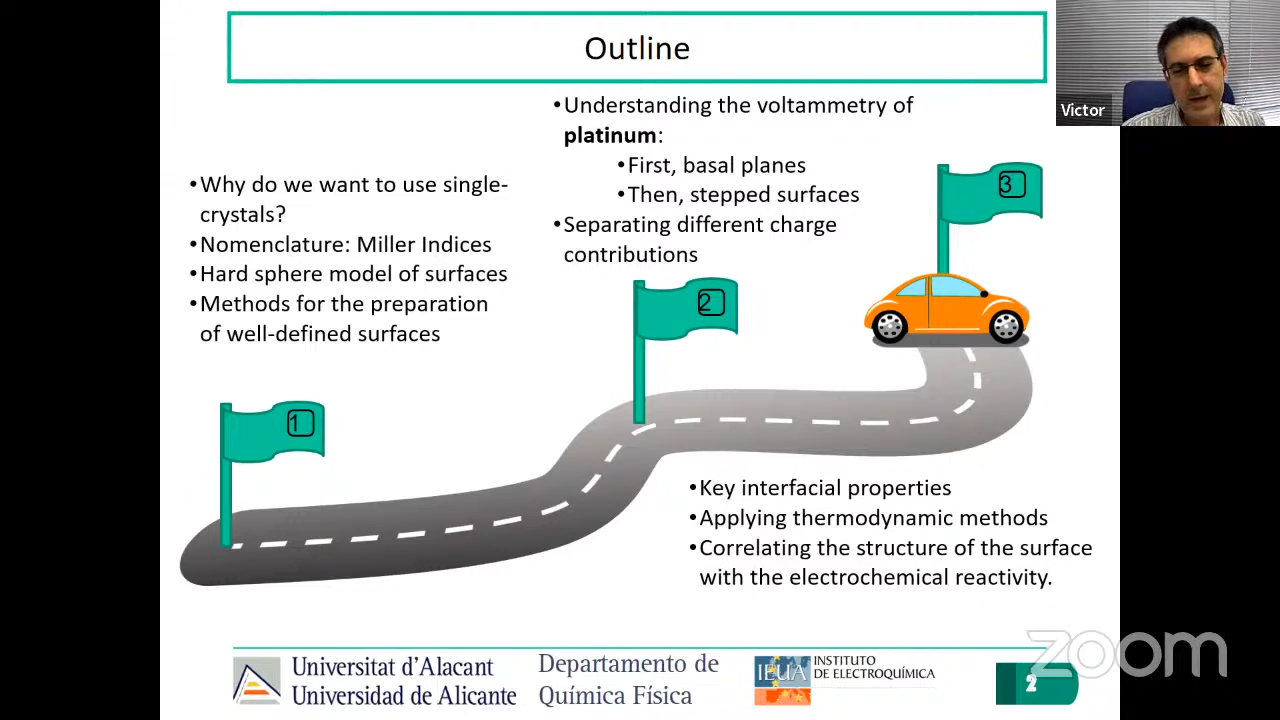 Outline
Victor
•Understanding the voltammetry of
platinum:
•First, basal planes
•Then, stepped surfaces
•Separating different charge
contributions
•Why do we want to use single-
crystals?
•Nomenclature: Miller Indices
•Hard sphere model of surfaces
•Methods for the preparation
of well-defined surfaces
3
2
1
•Key interfacial properties
•Applying thermodynamic methods
•Correlating the structure of the surface
with the electrochemical reactivity.
zoom
Universitat d'Alacant
Universidad de Alicante
Departamento de
Química Física
IEUA
INSTITUTO
DE ELECTROQUÍMICA
2